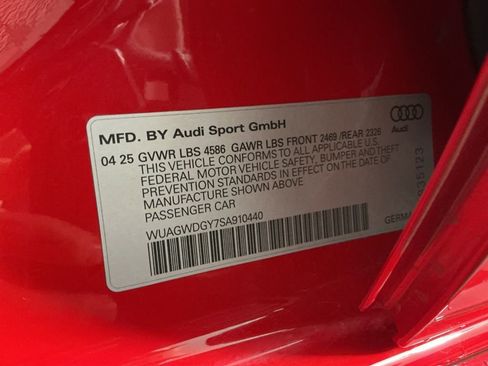 MFD. BY Audi Sport GmbH
Audi
04 25 GVWR LBS 4586 GAWR LBS FRONT 2469 /REAR 2326
THIS VEHICLE CONFORMS TO ALL APPLICABLE U.S.
FEDERAL MOTOR VEHICLE SAFETY, BUMPER AND THEFT
PREVENTION STANDARDS IN EFFECT ON THE DATE OF
MANUFACTURE SHOWN ABOVE
PASSENGER CAR
WUAGWDGY7SA910440
GERMA